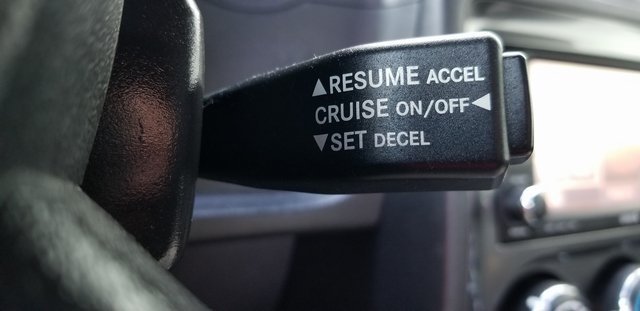 ▲RESUME ACCEL
CRUISE ON/OFF◀
▼SET DECEL